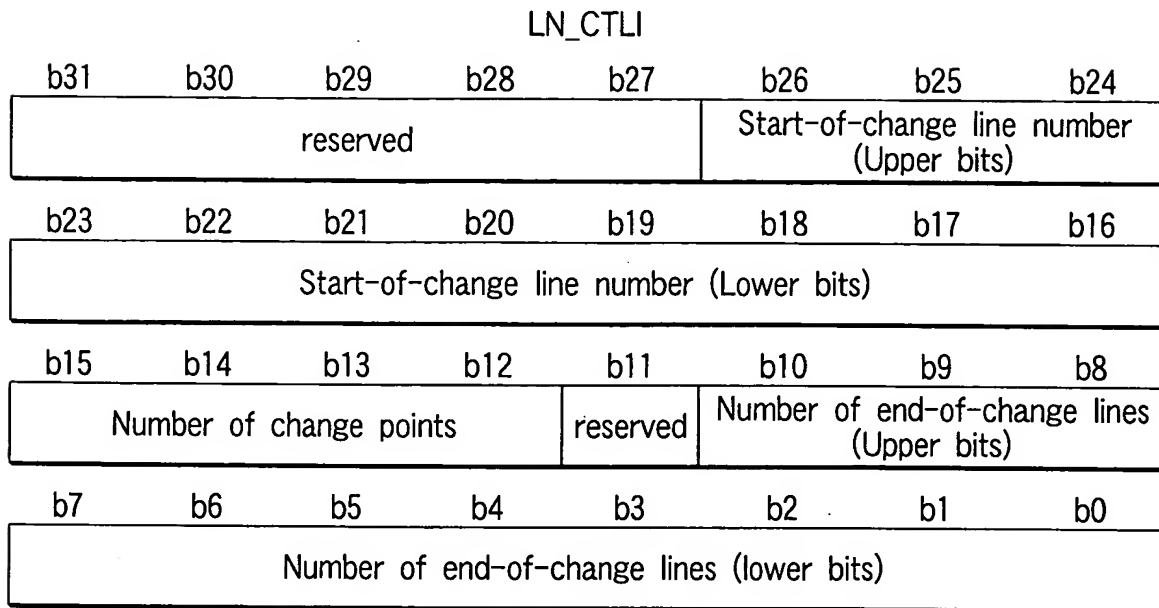 LN_CTLI
b31 b30 b29 b28 b27 b26 b25 b24
reserved
Start-of-change line number
(Upper bits)
b23 b22 b21 b20 b19 b18 b17 b16
Start-of-change line number (Lower bits)
b15 b14 b13 b12 b11 b10 b9 b8
Number of change points
reserved
Number of end-of-change lines
(Upper bits)
b7 b6 b5 b4 b3 b2 b1 b0
Number of end-of-change lines (lower bits)